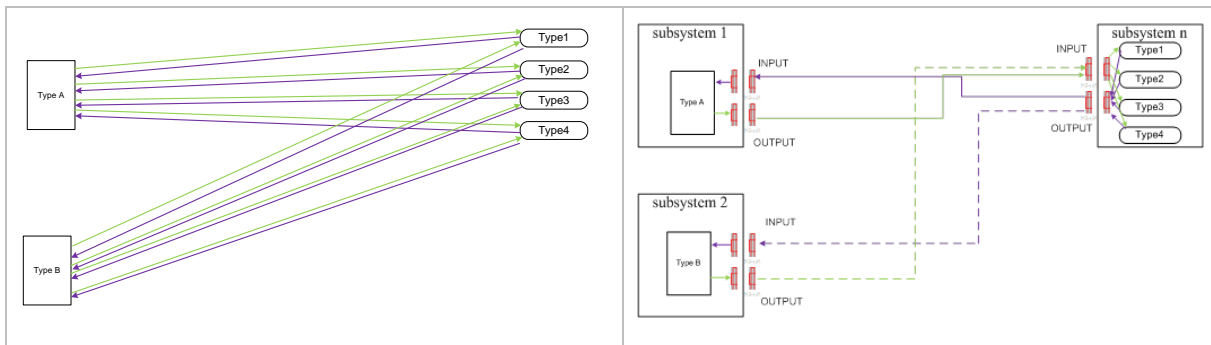 Type1
Type2
Type3
Type4
Type A
Type B
subsystem 1
INPUT
Type A
OUTPUT
subsystem n
INPUT
Type1
Type2
Type3
Type4
OUTPUT
subsystem 2
INPUT
Type B
OUTPUT